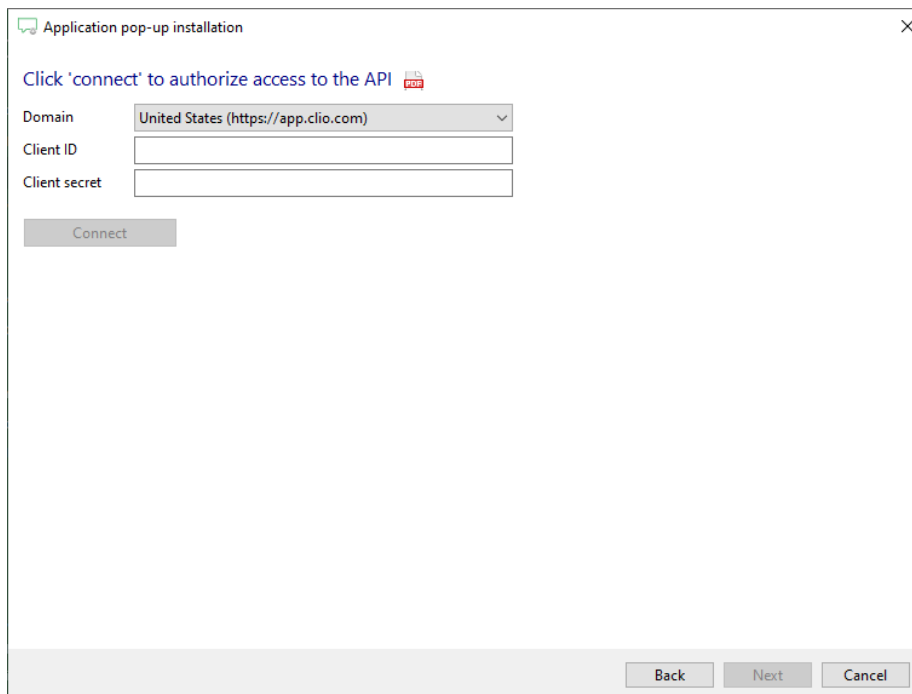 Application pop-up installation
Click 'connect' to authorize access to the API PDF
Domain United States (https://app.clio.com)
Client ID
Client secret
Connect
Back Next Cancel